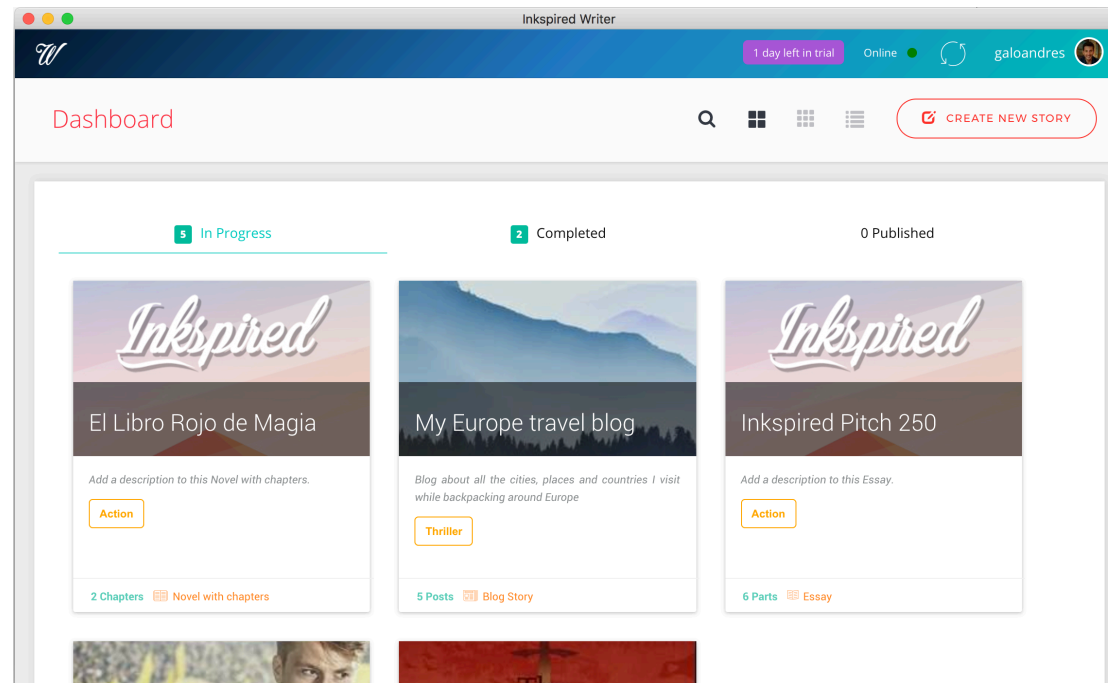 Inkspired Writer
W
1 day left in trial
Online
galoandres
Dashboard
CREATE NEW STORY
5 In Progress
2 Completed
0 Published
Inkspired
El Libro Rojo de Magia
Add a description to this Novel with chapters.
Action
2 Chapters Novel with chapters
My Europe travel blog
Blog about all the cities, places and countries I visit
while backpacking around Europe
Thriller
5 Posts Blog Story
Inkspired
Inkspired Pitch 250
Add a description to this Essay.
Action
6 Parts Essay